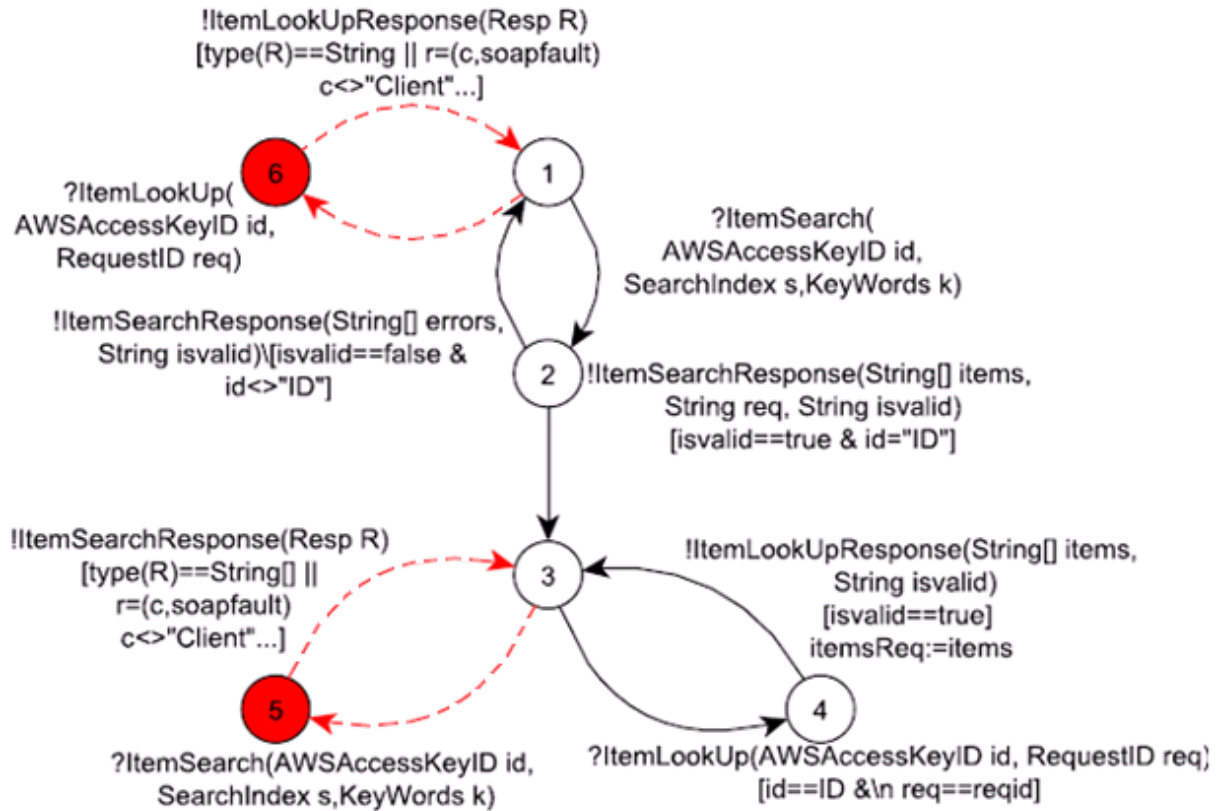 !ItemLookUpResponse(Resp R)
[type(R)==String || r=(c,soapfault)
c<>"Client"...]
6
1
?ItemLookUp(
AWSAccessKeyID id,
RequestID req)
?ItemSearch(
AWSAccessKeyID id,
SearchIndex s,KeyWords k)
!ItemSearchResponse(String[] errors,
String isvalid)\[isvalid==false &
id<>"ID"]
2
!ItemSearchResponse(String[] items,
String req, String isvalid)
[isvalid==true & id="ID"]
!ItemSearchResponse(Resp R)
[type(R)==String[] ||
r=(c,soapfault)
c<>"Client"...]
3
!ItemLookUpResponse(String[] items,
String isvalid)
[isvalid==true]
itemsReq:=items
5
4
?ItemSearch(AWSAccessKeyID id,
SearchIndex s,KeyWords k)
?ItemLookUp(AWSAccessKeyID id, RequestID req)
[id==ID &\n req==reqid]